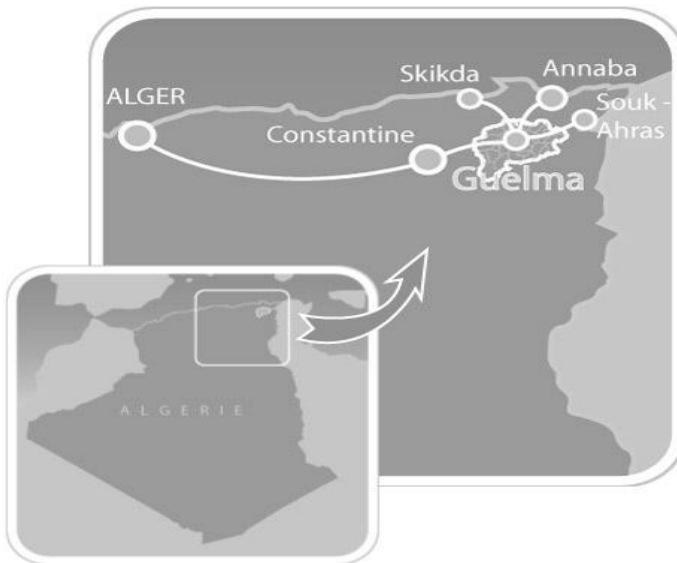 Skikda
Annaba
ALGER
Souk -
Ahras
Constantine
Guelma
ALGERIE